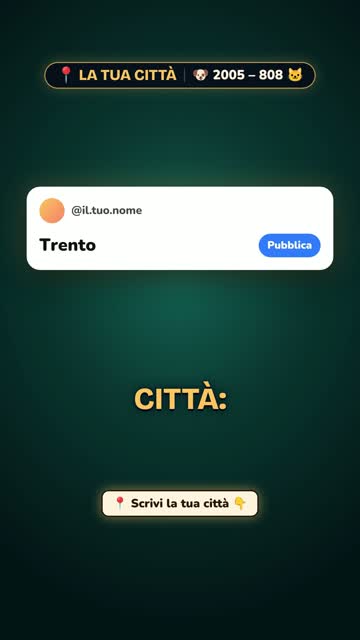 📍 LA TUA CITTÀ | 🐶 2005 – 808 🐱
@il.tuo.nome
Trento
Pubblica
CITTÀ:
📍 Scrivi la tua città 👇